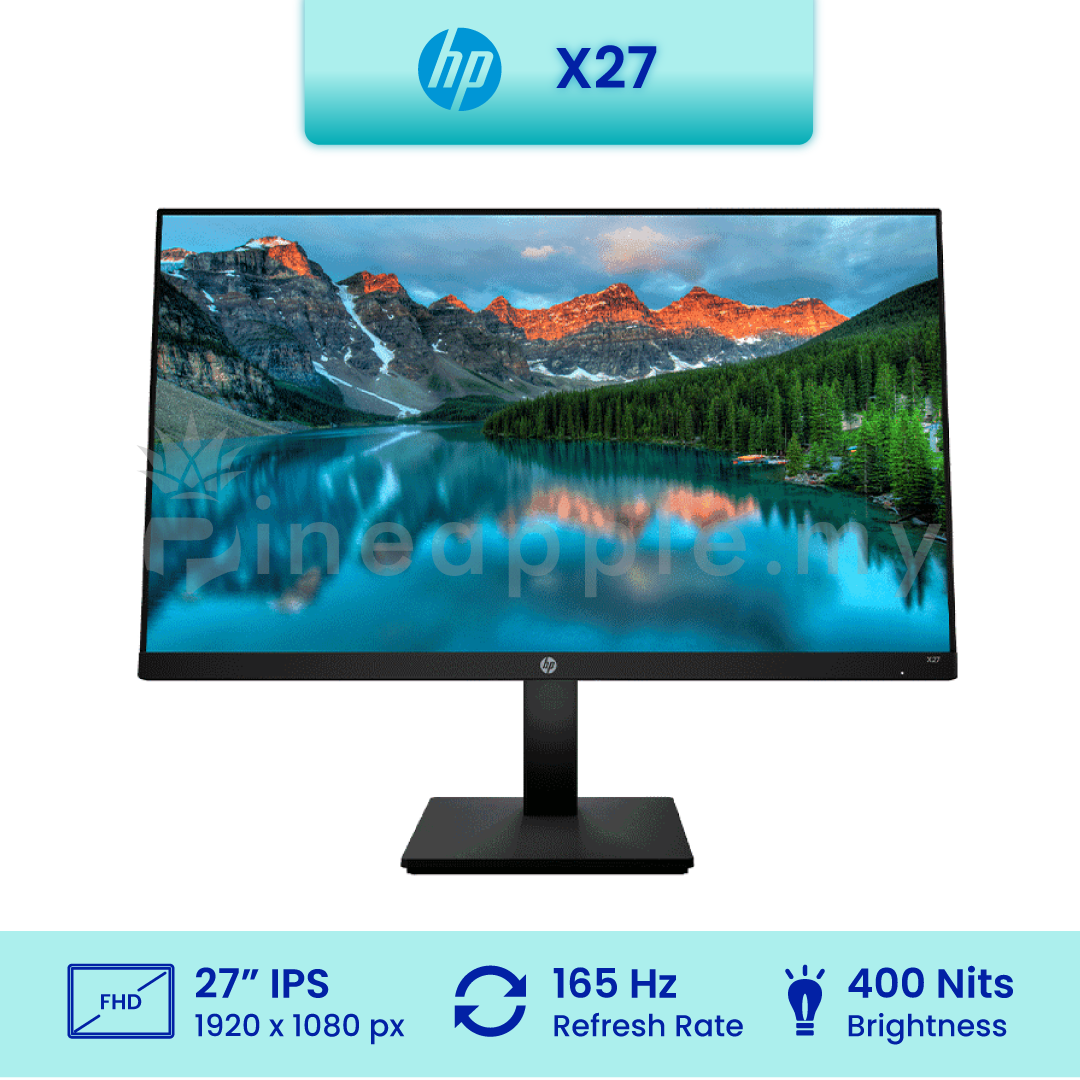 hp X27
Pineapple.my
hp
X27
FHD
27” IPS
1920 x 1080 px
165 Hz
Refresh Rate
400 Nits
Brightness